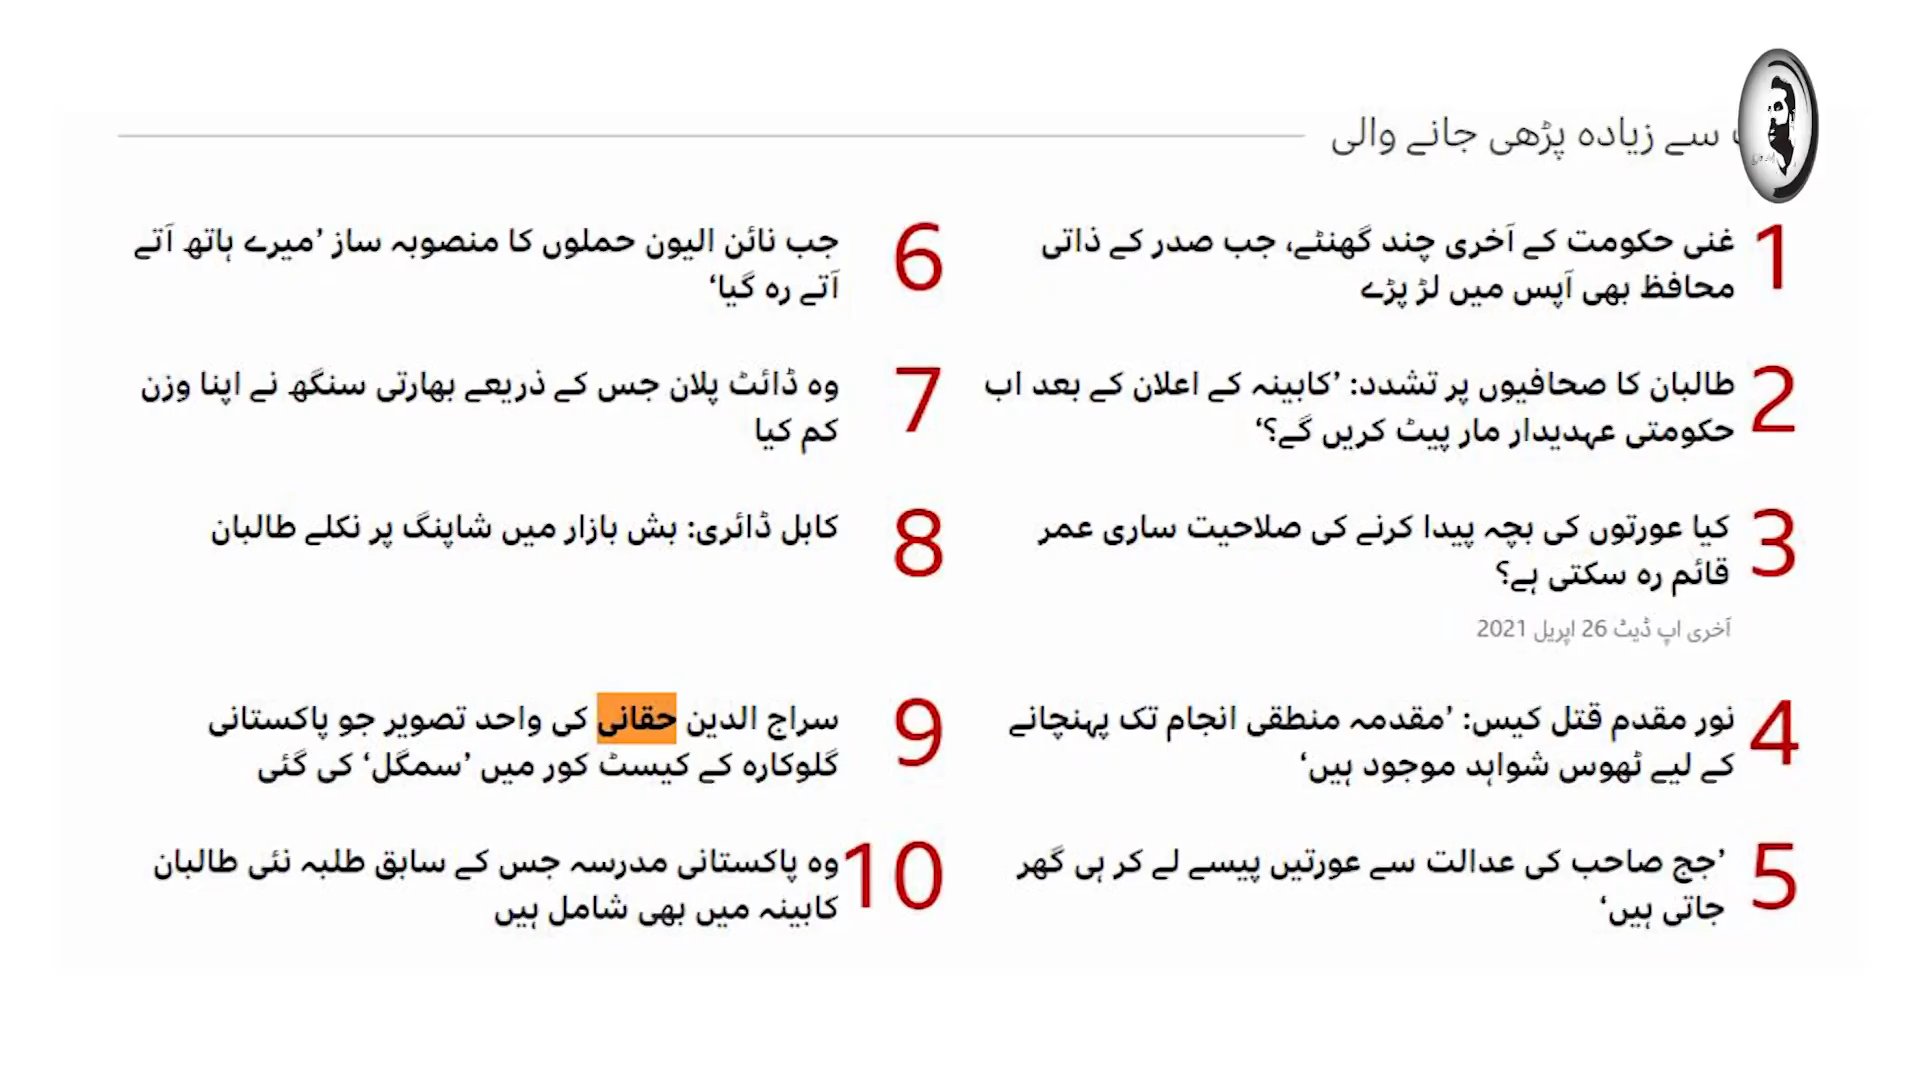 سے زیادہ پڑھی جانے والی
1
غنی حکومت کے آخری چند گھنٹے، جب صدر کے ذاتی
محافظ بھی آپس میں لڑ پڑے
2
طالبان کا صحافیوں پر تشدد: ’کابینہ کے اعلان کے بعد اب
حکومتی عہدیدار مار پیٹ کریں گے؟‘
3
کیا عورتوں کی بچہ پیدا کرنے کی صلاحیت ساری عمر
قائم رہ سکتی ہے؟
آخری اپ ڈیٹ 26 اپريل 2021
4
نور مقدم قتل کیس: ’مقدمہ منطقی انجام تک پہنچانے
کے لیے ٹھوس شواہد موجود ہیں‘
5
’جج صاحب کی عدالت سے عورتیں پیسے لے کر ہی گھر
جاتی ہیں‘
6
جب نائن الیون حملوں کا منصوبہ ساز ’میرے ہاتھ آتے
آتے رہ گیا‘
7
وہ ڈائٹ پلان جس کے ذریعے بھارتی سنگھ نے اپنا وزن
کم کیا
8
کابل ڈائری: بش بازار میں شاپنگ پر نکلے طالبان
9
سراج الدین حقانی کی واحد تصویر جو پاکستانی
گلوکارہ کے کیسٹ کور میں ’سمگل‘ کی گئی
10
وہ پاکستانی مدرسہ جس کے سابق طلبہ نئی طالبان
کابینہ میں بھی شامل ہیں